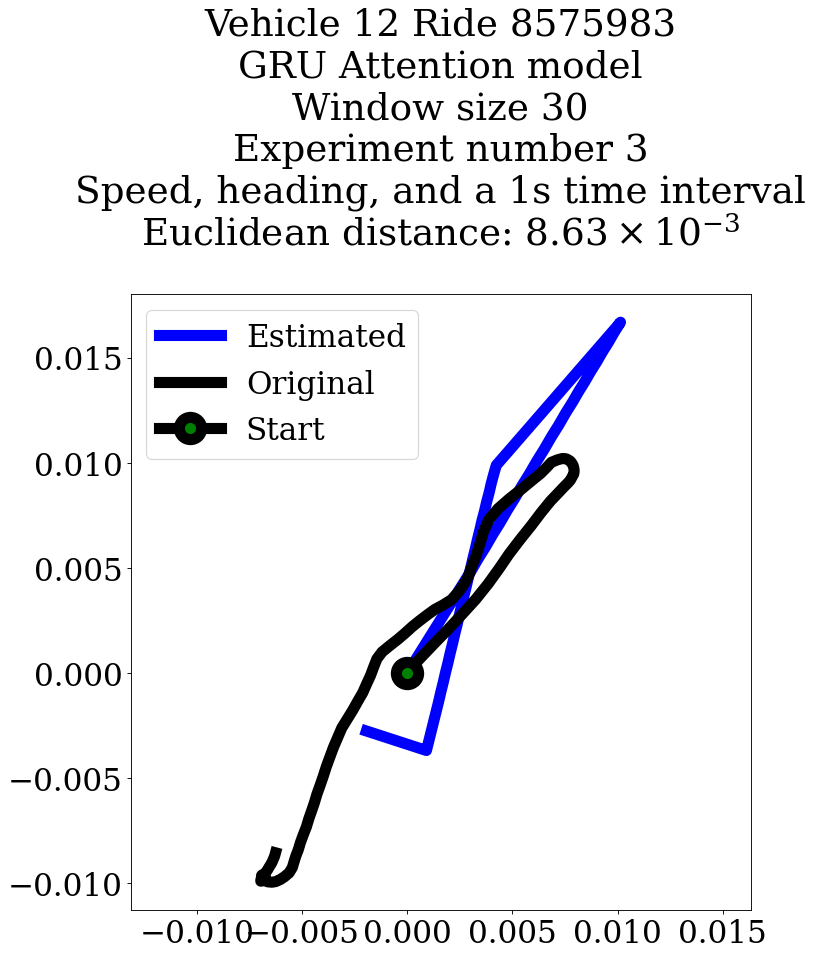 Vehicle 12 Ride 8575983
GRU Attention model
Window size 30
Experiment number 3
Speed, heading, and a 1s time interval
Euclidean distance: 8.63 × 10⁻³
Estimated
Original
Start
0.015
0.010
0.005
0.000
−0.005
−0.010
−0.010 −0.005 0.000 0.005 0.010 0.015